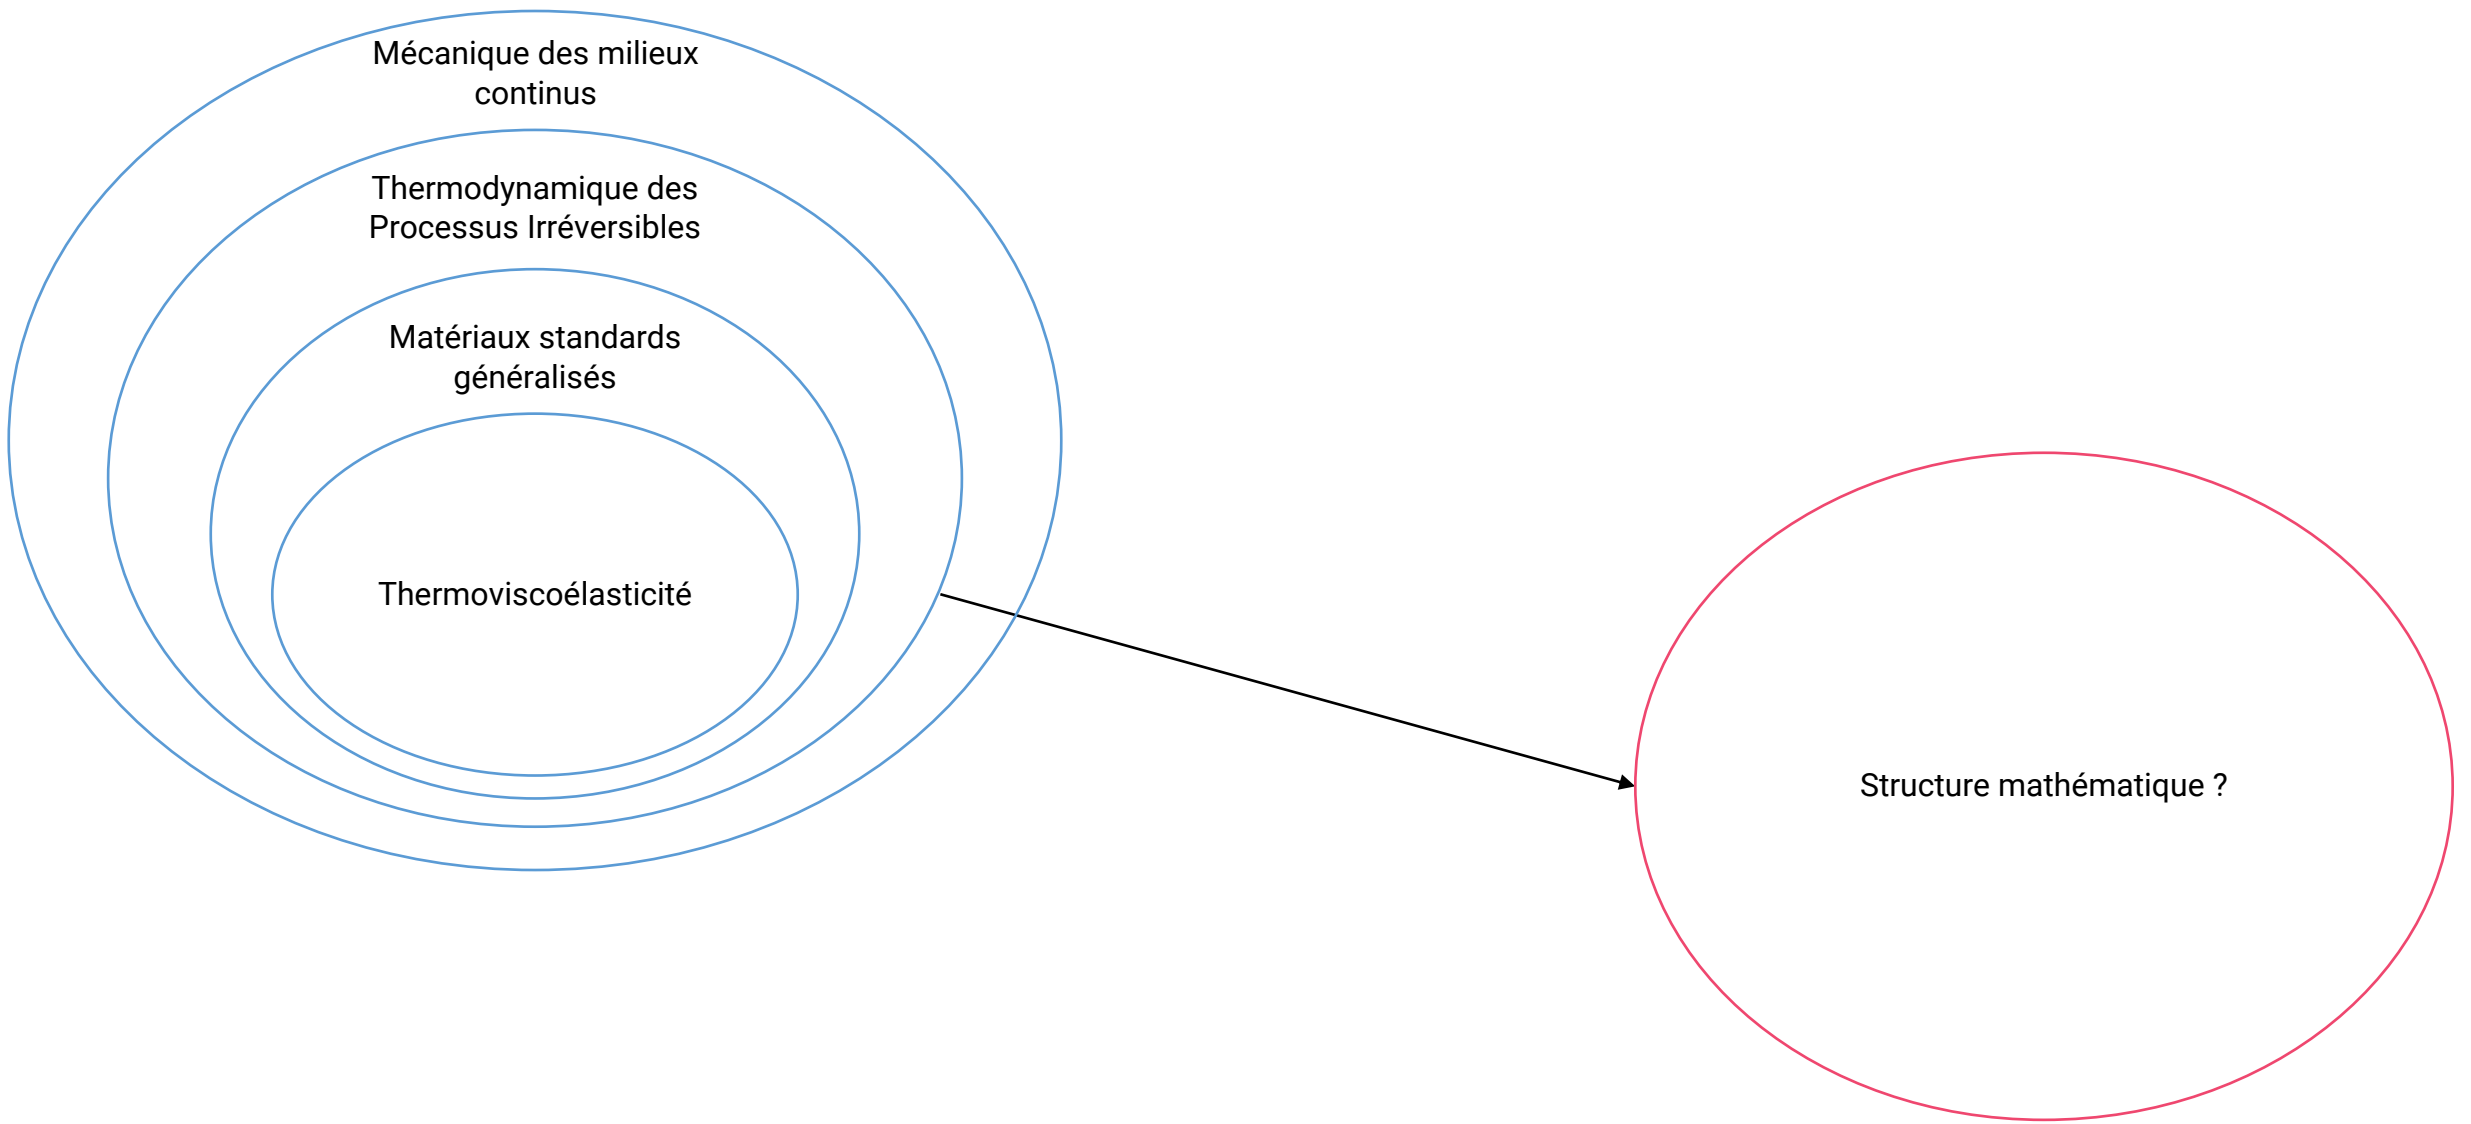 Mécanique des milieux
continus
Thermodynamique des
Processus Irréversibles
Matériaux standards
généralisés
Thermoviscoélasticité
Structure mathématique ?